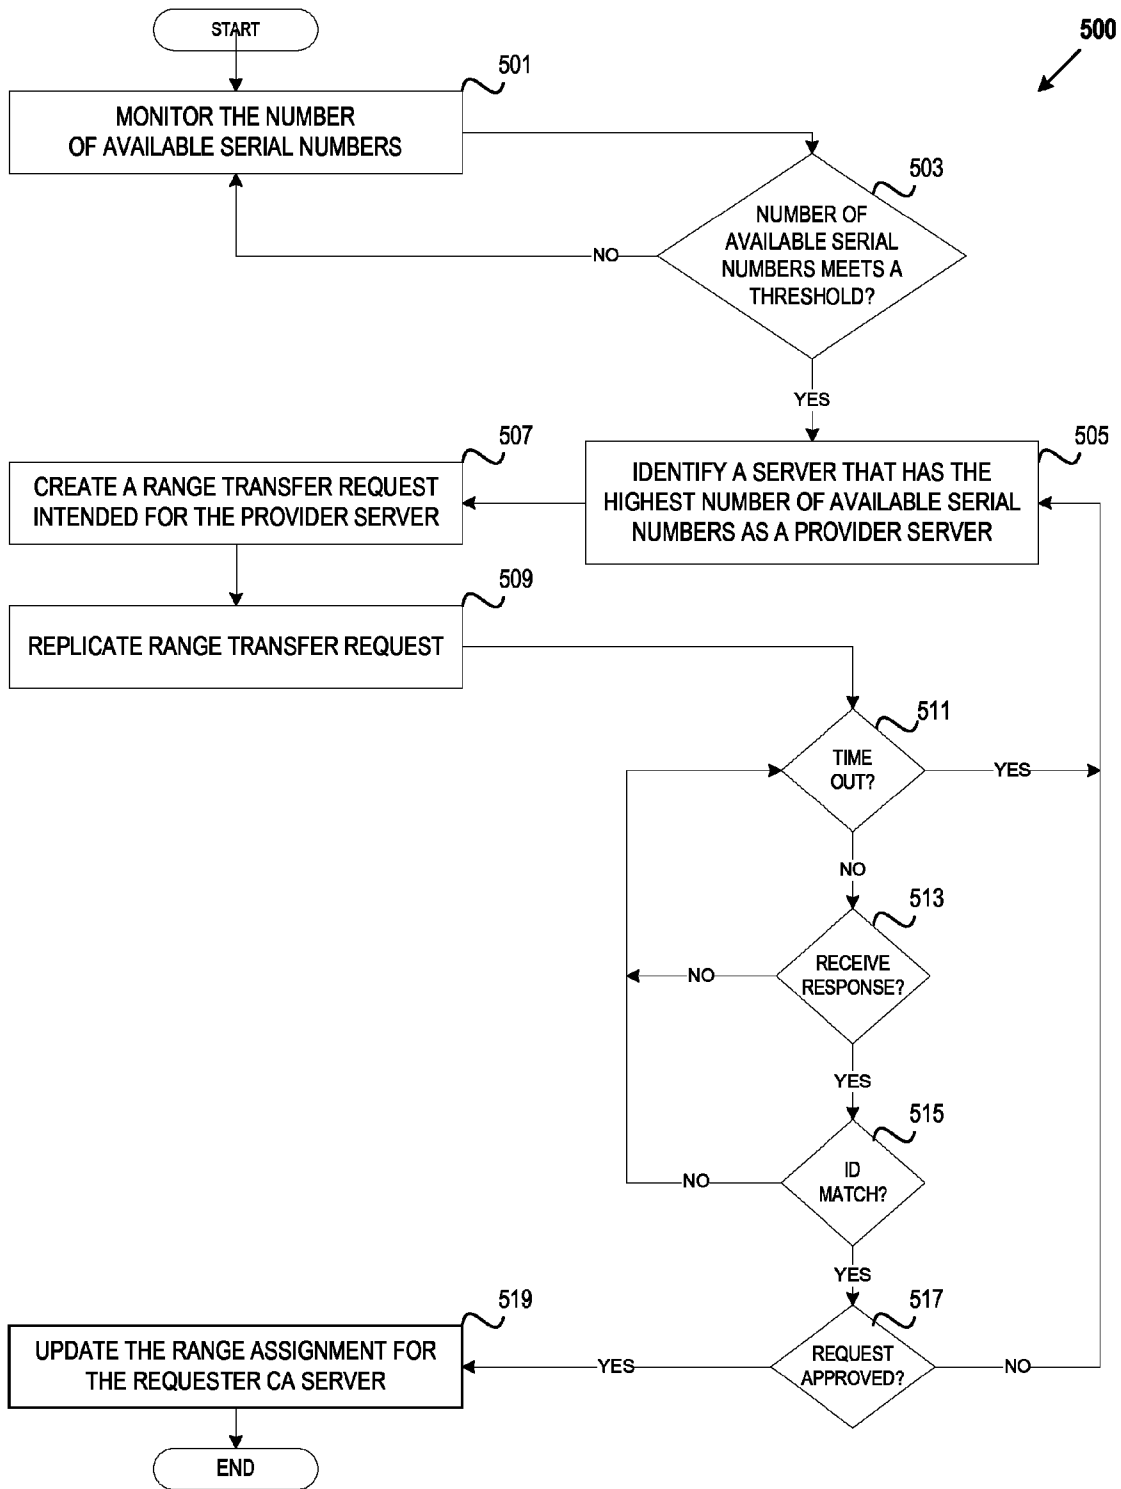 START
500
501
MONITOR THE NUMBER
OF AVAILABLE SERIAL NUMBERS
503
NUMBER OF
AVAILABLE SERIAL
NUMBERS MEETS A
THRESHOLD?
NO
YES
507
CREATE A RANGE TRANSFER REQUEST
INTENDED FOR THE PROVIDER SERVER
505
IDENTIFY A SERVER THAT HAS THE
HIGHEST NUMBER OF AVAILABLE SERIAL
NUMBERS AS A PROVIDER SERVER
509
REPLICATE RANGE TRANSFER REQUEST
511
TIME
OUT?
YES
NO
513
RECEIVE
RESPONSE?
NO
YES
515
ID
MATCH?
NO
YES
517
REQUEST
APPROVED?
YES
NO
519
UPDATE THE RANGE ASSIGNMENT FOR
THE REQUESTER CA SERVER
END